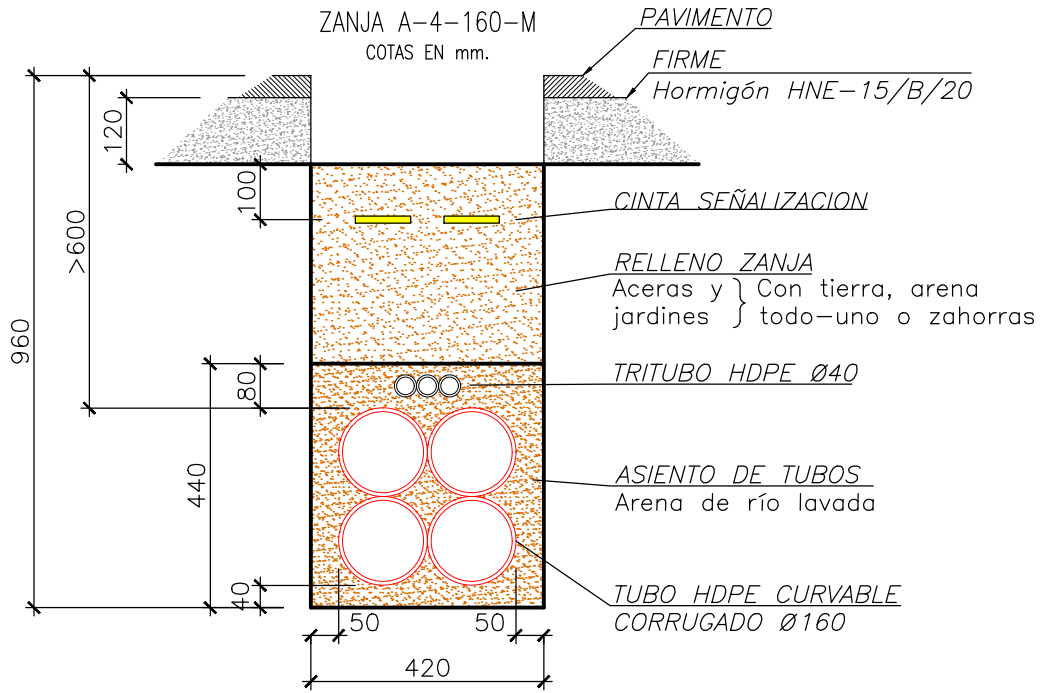 ZANJA A-4-160-M
COTAS EN mm.
PAVIMENTO
FIRME
Hormigón HNE-15/B/20
120
100
>600
960
CINTA SEÑALIZACION
RELLENO ZANJA
Aceras y } Con tierra, arena
jardines } todo-uno o zahorras
80
TRITUBO HDPE Ø40
440
ASIENTO DE TUBOS
Arena de río lavada
40
TUBO HDPE CURVABLE
CORRUGADO Ø160
50 50
420